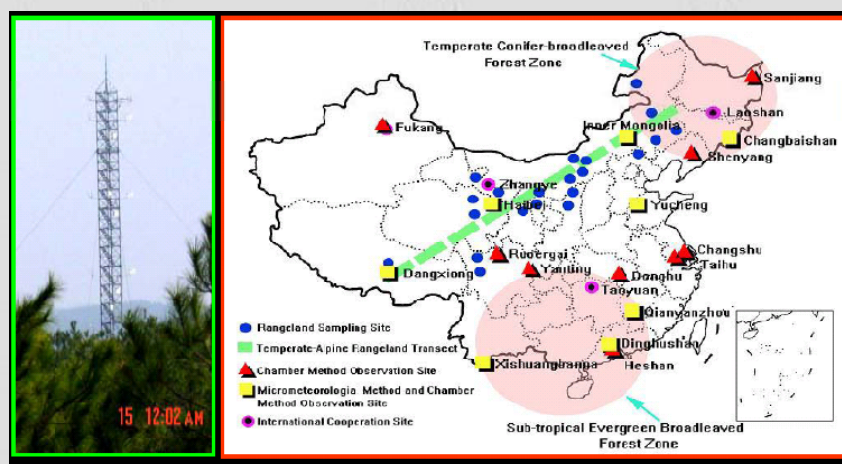 15 12:02 AM
Temperate Conifer-broadleaved
Forest Zone
Sanjiang
Laoshan
Fukang
Inner Mongolia
Changbaishan
Shenyang
Zhangye
Haibei
Yucheng
Ruoergai
Changshu
Dangxiong
Yanting
Donghu
Taihu
Taoyuan
Qianyanzhou
Rangeland Sampling Site
Temperate-Alpine Rangeland Transect
Dinghushan
Chamber Method Observation Site
Xishuangbanna
Heshan
Micrometeorologia Method and Chamber
Method Observation Site
International Cooperation Site
Sub-tropical Evergreen Broadleaved
Forest Zone